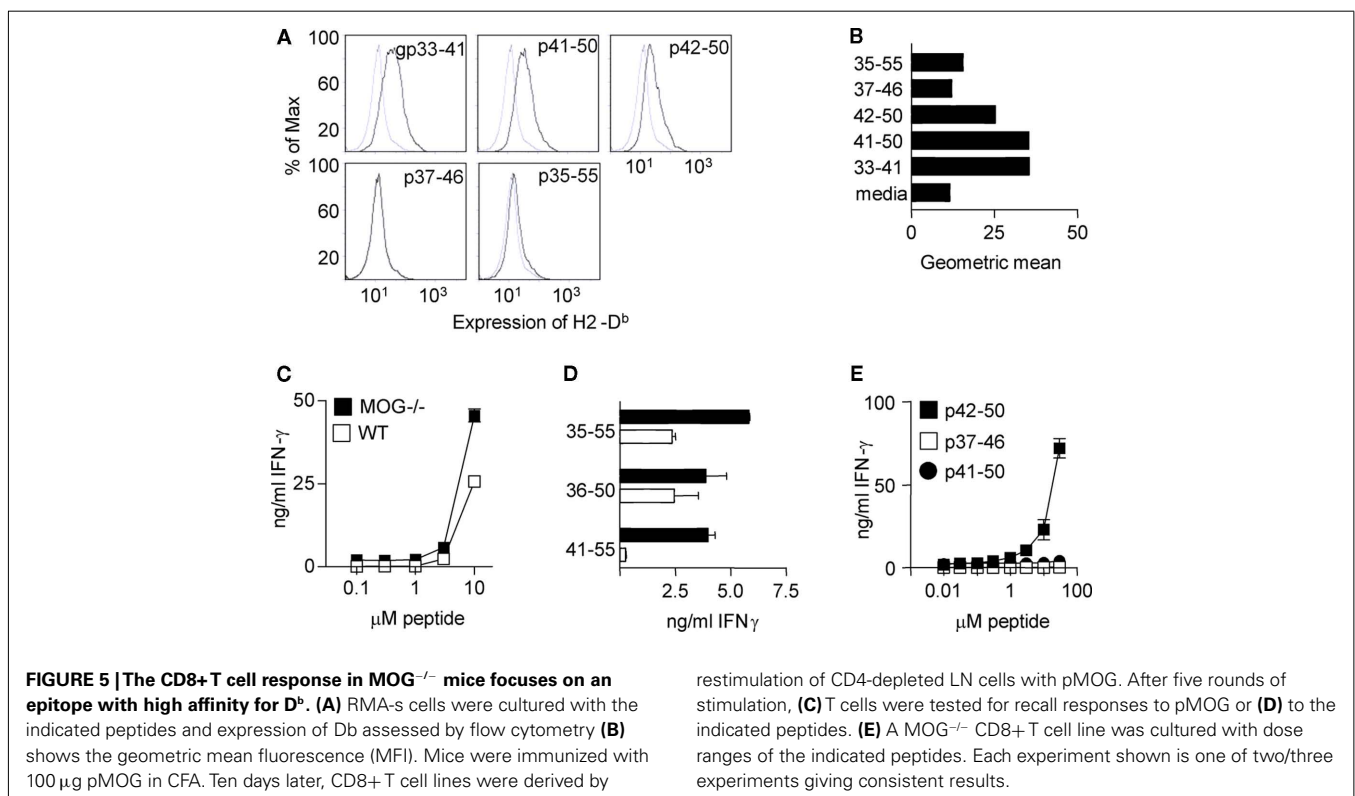 A
100
60
20
gp33-41
p41-50
p42-50
10¹ 10³
% of Max
100
60
20
p37-46
p35-55
10¹ 10³ 10¹ 10³
Expression of H2-Dᵇ
B
35-55
37-46
42-50
41-50
33-41
media
0 25 50
Geometric mean
C
ng/ml IFN-γ
50
25
0
MOG-/-
WT
0.1 1 10
μM peptide
D
35-55
36-50
41-55
2.5 5.0 7.5
ng/ml IFNγ
E
ng/ml IFN-γ
100
50
0
p42-50
p37-46
p41-50
0.01 1 100
μM peptide
FIGURE 5 | The CD8+ T cell response in MOG⁻/⁻ mice focuses on an
epitope with high affinity for Dᵇ. (A) RMA-s cells were cultured with the
indicated peptides and expression of Db assessed by flow cytometry (B)
shows the geometric mean fluorescence (MFI). Mice were immunized with
100 μg pMOG in CFA. Ten days later, CD8+ T cell lines were derived by
restimulation of CD4-depleted LN cells with pMOG. After five rounds of
stimulation, (C) T cells were tested for recall responses to pMOG or (D) to the
indicated peptides. (E) A MOG⁻/⁻ CD8+ T cell line was cultured with dose
ranges of the indicated peptides. Each experiment shown is one of two/three
experiments giving consistent results.